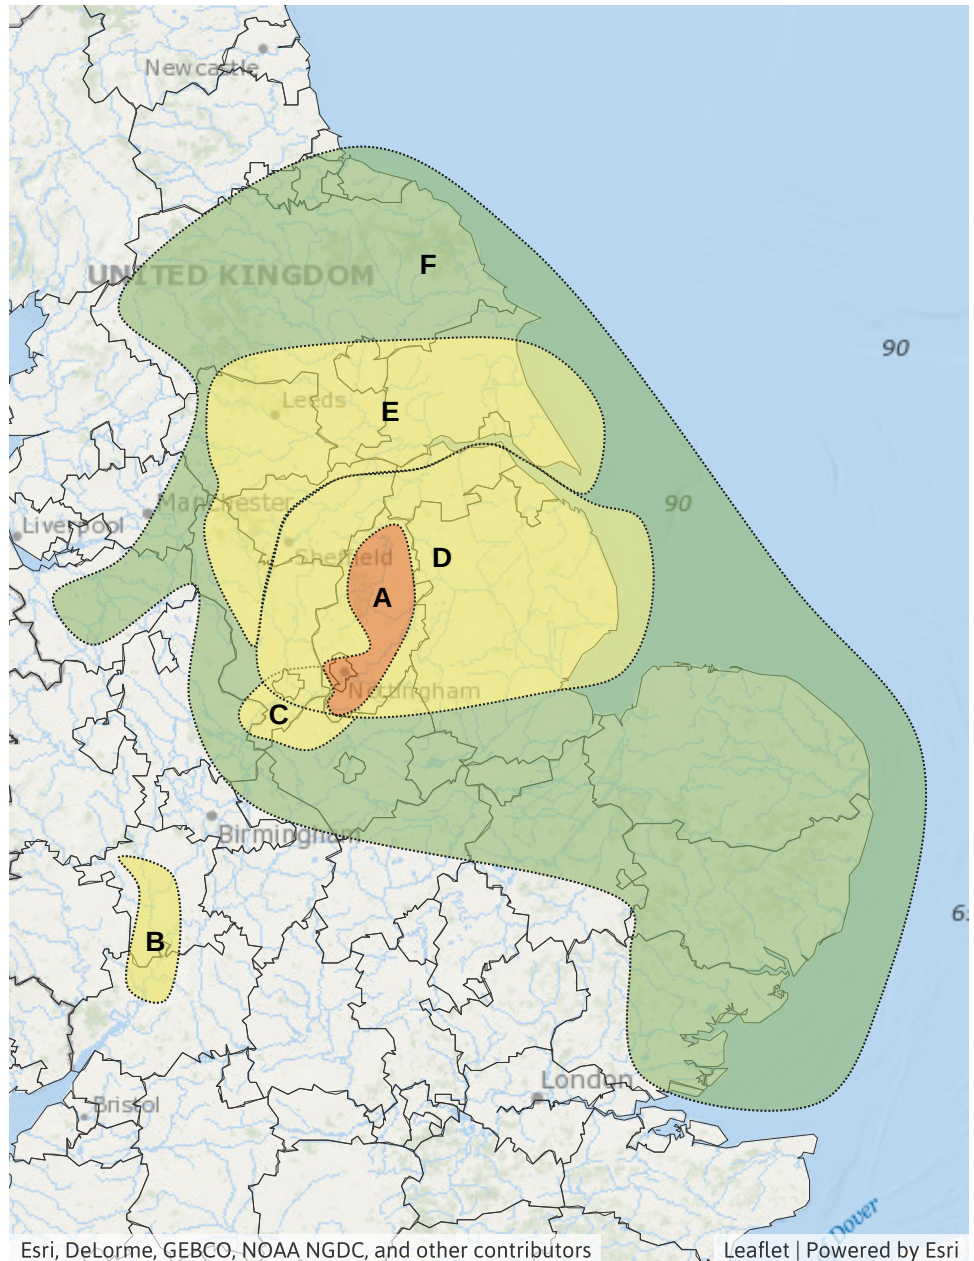 Newcastle
F
UNITED KINGDOM
90
Leeds
E
Manchester
90
Liverpool
Sheffield
D
A
Nottingham
C
Birmingham
B
6
London
Bristol
Dover
Esri, DeLorme, GEBCO, NOAA NGDC, and other contributors
Leaflet | Powered by Esri